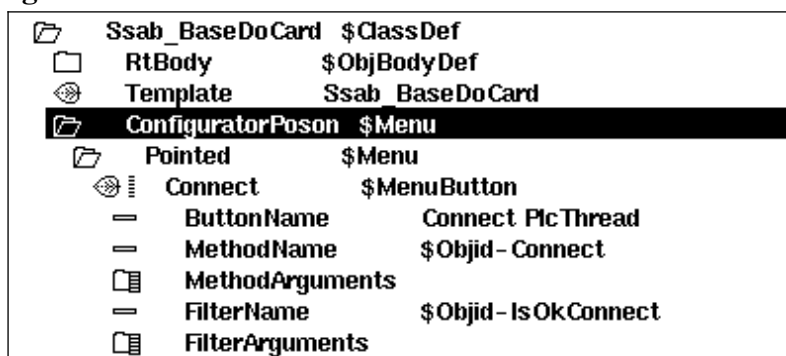 Ssab_BaseDoCard $ClassDef
RtBody $ObjBodyDef
Template Ssab_BaseDoCard
ConfiguratorPoson $Menu
Pointed $Menu
Connect $MenuButton
ButtonName Connect PlcThread
MethodName $Objid-Connect
MethodArguments
FilterName $Objid-IsOkConnect
FilterArguments